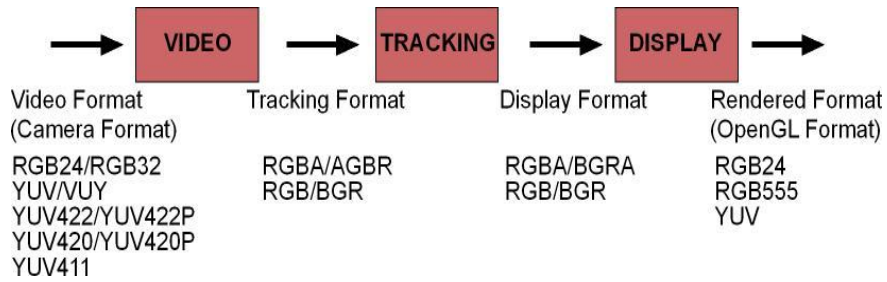 VIDEO
TRACKING
DISPLAY
Video Format
(Camera Format)
RGB24/RGB32
YUV/VUY
YUV422/YUV422P
YUV420/YUV420P
YUV411
Tracking Format
RGBA/AGBR
RGB/BGR
Display Format
RGBA/BGRA
RGB/BGR
Rendered Format
(OpenGL Format)
RGB24
RGB555
YUV